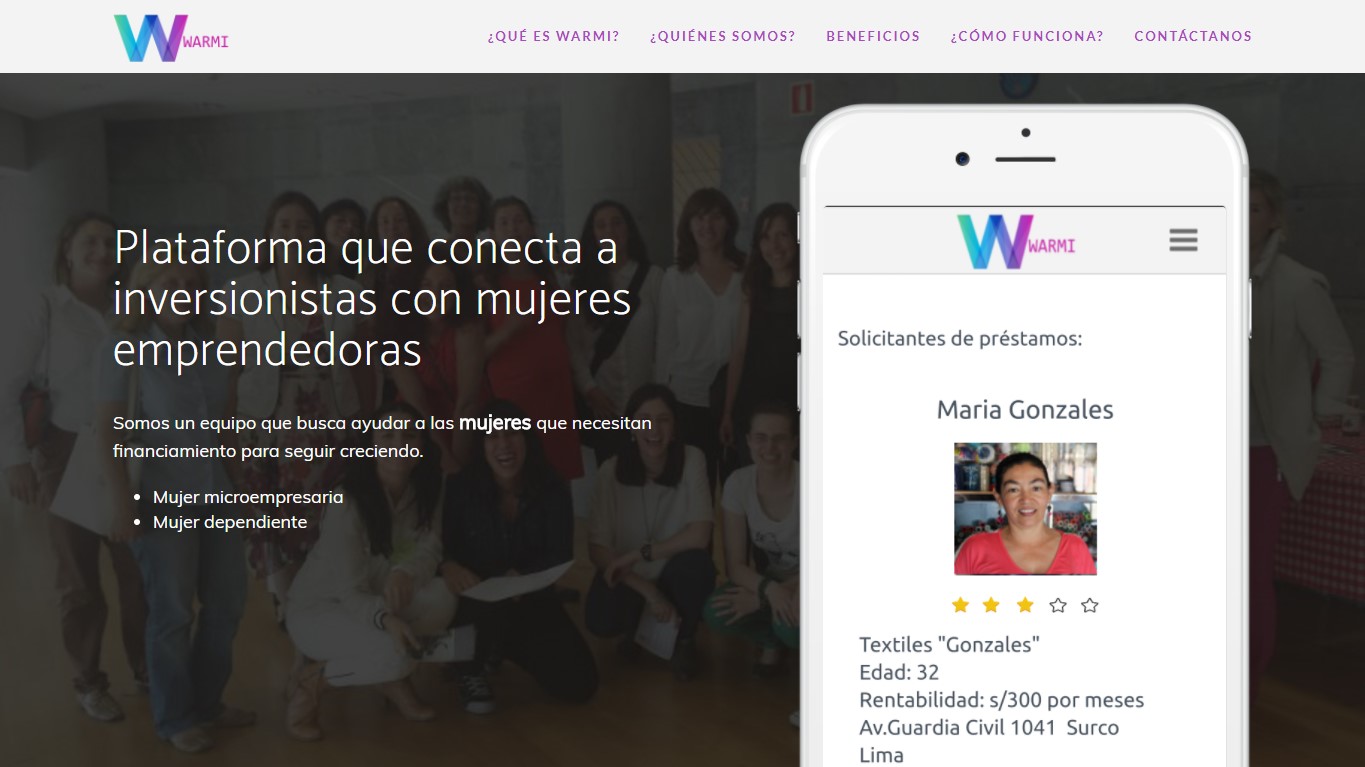 WARMI
¿QUÉ ES WARMI?
¿QUIÉNES SOMOS?
BENEFICIOS
¿CÓMO FUNCIONA?
CONTÁCTANOS
Plataforma que conecta a
inversionistas con mujeres
emprendedoras
Somos un equipo que busca ayudar a las mujeres que necesitan
financiamiento para seguir creciendo.
Mujer microempresaria
Mujer dependiente
WARMI
Solicitantes de préstamos:
Maria Gonzales
Textiles "Gonzales"
Edad: 32
Rentabilidad: s/300 por meses
Av.Guardia Civil 1041 Surco
Lima